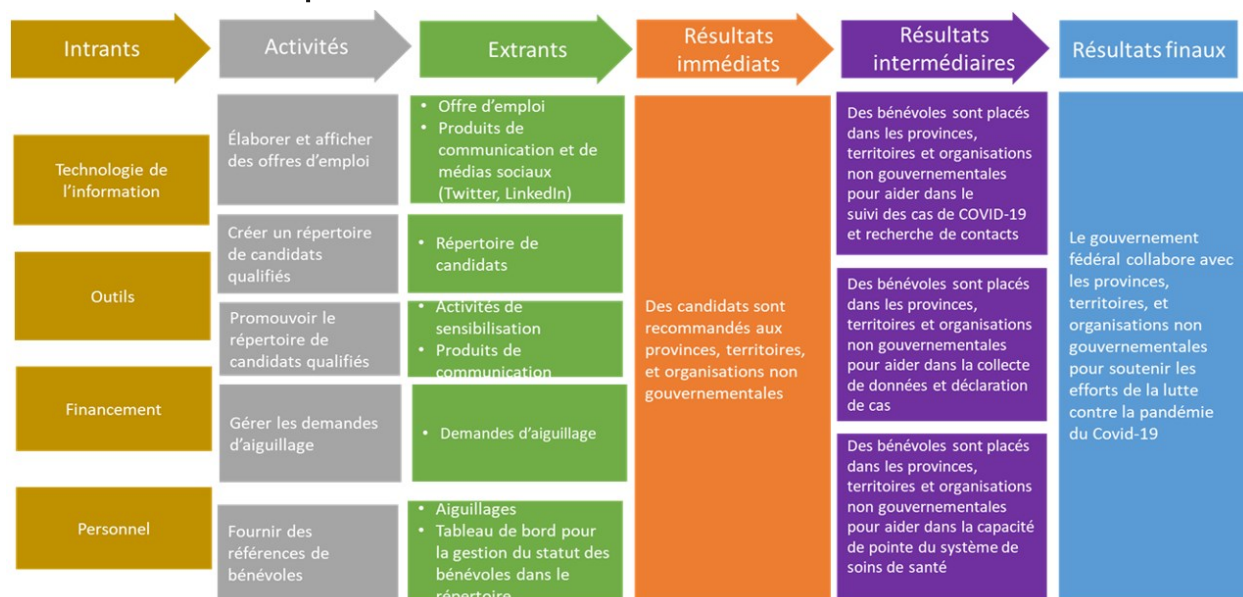 Intrants
Activités
Extrants
Résultats
immédiats
Résultats
intermédiaires
Résultats finaux
Technologie de
l'information
Outils
Financement
Personnel
Élaborer et afficher
des offres d'emploi
Créer un répertoire
de candidats
qualifiés
Promouvoir le
répertoire de
candidats qualifiés
Gérer les demandes
d'aiguillage
Fournir des
références de
bénévoles
• Offre d'emploi
• Produits de
communication et de
médias sociaux
(Twitter, LinkedIn)
• Répertoire de
candidats
• Activités de
sensibilisation
• Produits de
communication
• Demandes d'aiguillage
• Aiguillages
• Tableau de bord pour
la gestion du statut des
bénévoles dans le
répertoire
Des candidats sont
recommandés aux
provinces, territoires,
et organisations non
gouvernementales
Des bénévoles sont placés
dans les provinces,
territoires et organisations
non gouvernementales
pour aider dans le
suivi des cas de COVID-19
et recherche de contacts
Des bénévoles sont placés
dans les provinces,
territoires et organisations
non gouvernementales
pour aider dans la collecte
de données et déclaration
de cas
Des bénévoles sont placés
dans les provinces,
territoires et organisations
non gouvernementales
pour aider dans la capacité
de pointe du système de
soins de santé
Le gouvernement
fédéral collabore avec
les provinces,
territoires, et
organisations non
gouvernementales
pour soutenir les
efforts de la lutte
contre la pandémie
du Covid-19